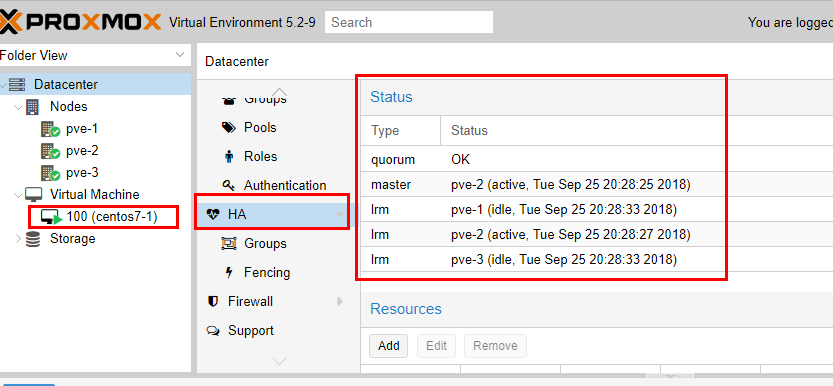 PROXMOX Virtual Environment 5.2-9 Search You are logged
Folder View
Datacenter
Nodes
pve-1
pve-2
pve-3
Virtual Machine
100 (centos7-1)
Storage
Datacenter
Groups
Pools
Roles
Authentication
HA
Groups
Fencing
Firewall
Support
Status
Type Status
quorum OK
master pve-2 (active, Tue Sep 25 20:28:25 2018)
lrm pve-1 (idle, Tue Sep 25 20:28:33 2018)
lrm pve-2 (active, Tue Sep 25 20:28:27 2018)
lrm pve-3 (idle, Tue Sep 25 20:28:33 2018)
Resources
Add Edit Remove